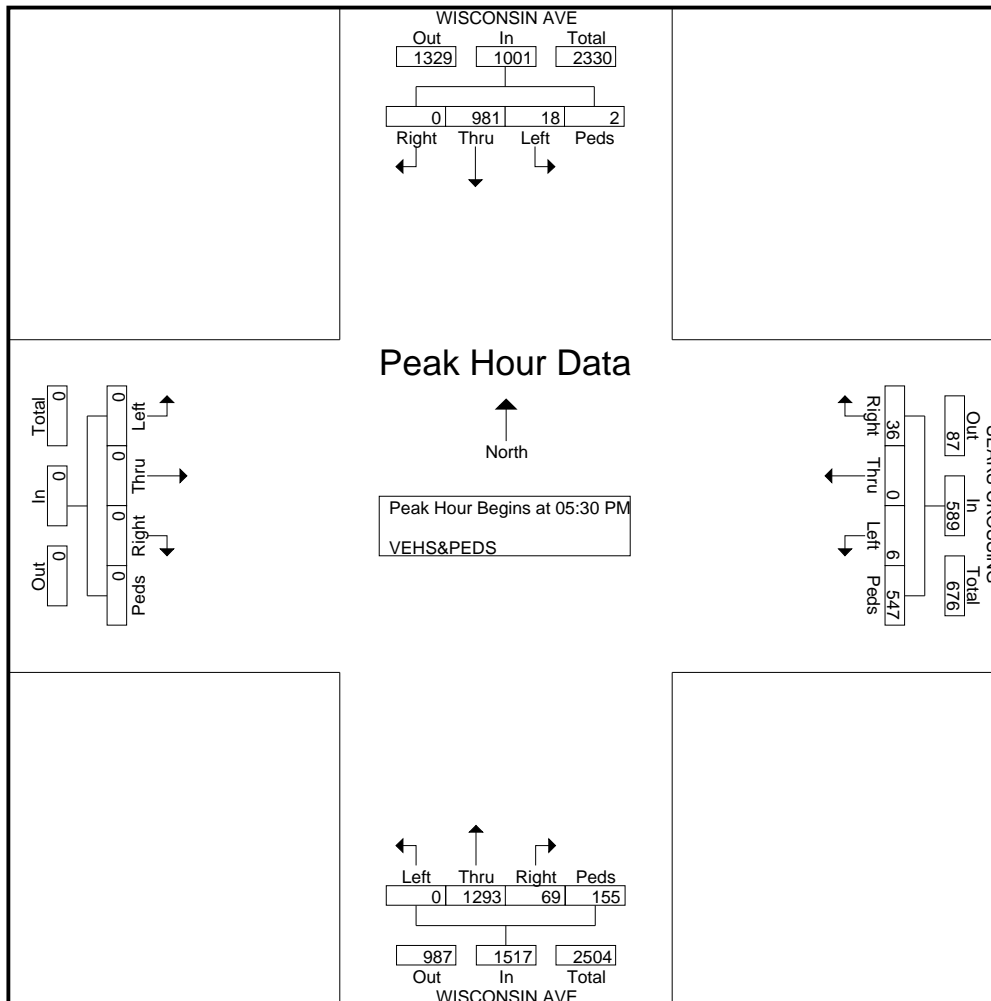 WISCONSIN AVE
Out In Total
1329 1001 2330
0 981 18 2
Right Thru Left Peds
Peak Hour Data
North
Peak Hour Begins at 05:30 PM
VEHS&PEDS
Total In Out
0 0 0
0 0 0 0
Left Thru Right Peds
Right Thru Left Peds
36 0 6 547
87 589 676
Out In Total
Left Thru Right Peds
0 1293 69 155
987 1517 2504
Out In Total
WISCONSIN AVE